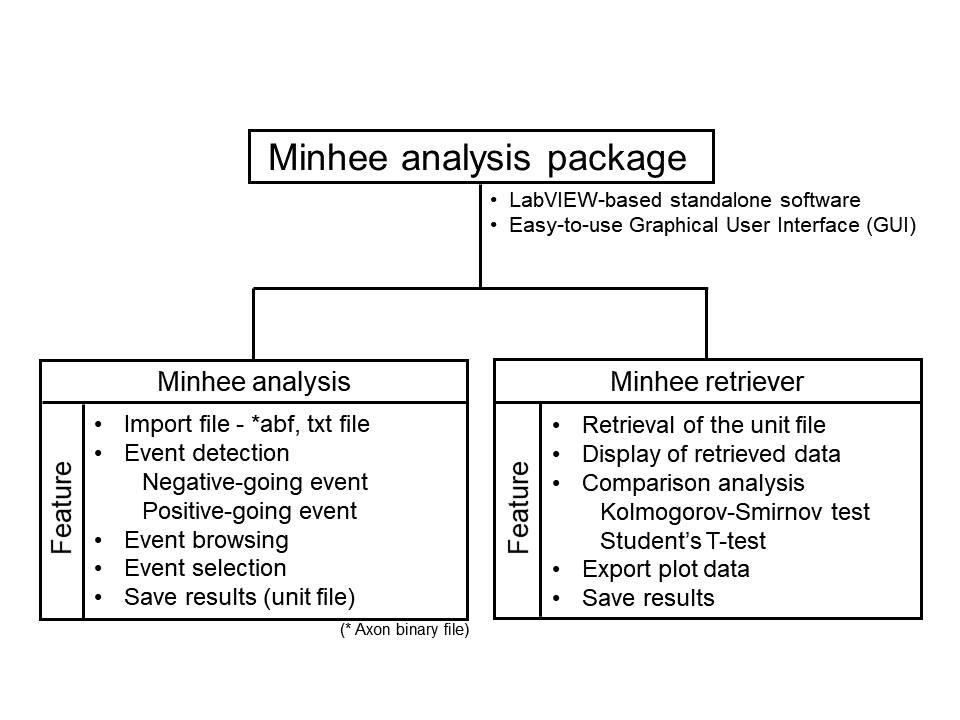 Minhee analysis package
• LabVIEW-based standalone software
• Easy-to-use Graphical User Interface (GUI)
Minhee analysis
Feature
• Import file - *abf, txt file
• Event detection
Negative-going event
Positive-going event
• Event browsing
• Event selection
• Save results (unit file)
(* Axon binary file)
Minhee retriever
Feature
• Retrieval of the unit file
• Display of retrieved data
• Comparison analysis
Kolmogorov-Smirnov test
Student’s T-test
• Export plot data
• Save results